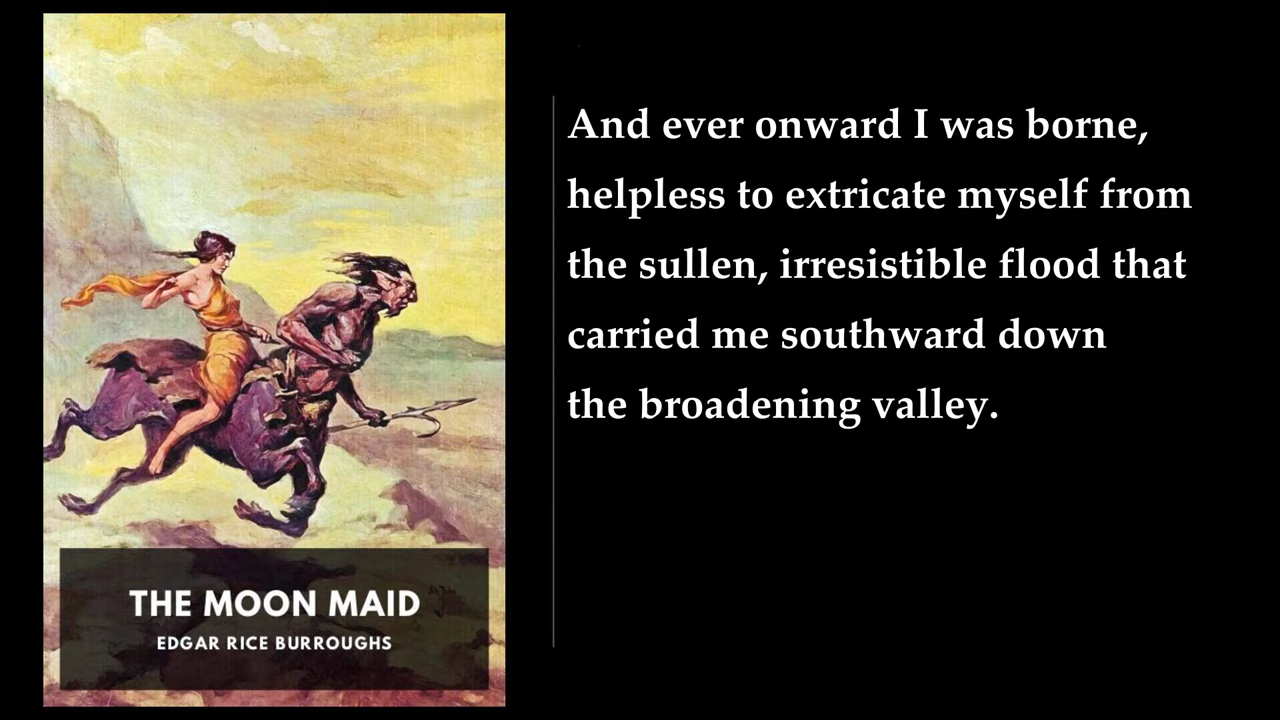 And ever onward I was borne,
helpless to extricate myself from
the sullen, irresistible flood that
carried me southward down
the broadening valley.
THE MOON MAID
EDGAR RICE BURROUGHS